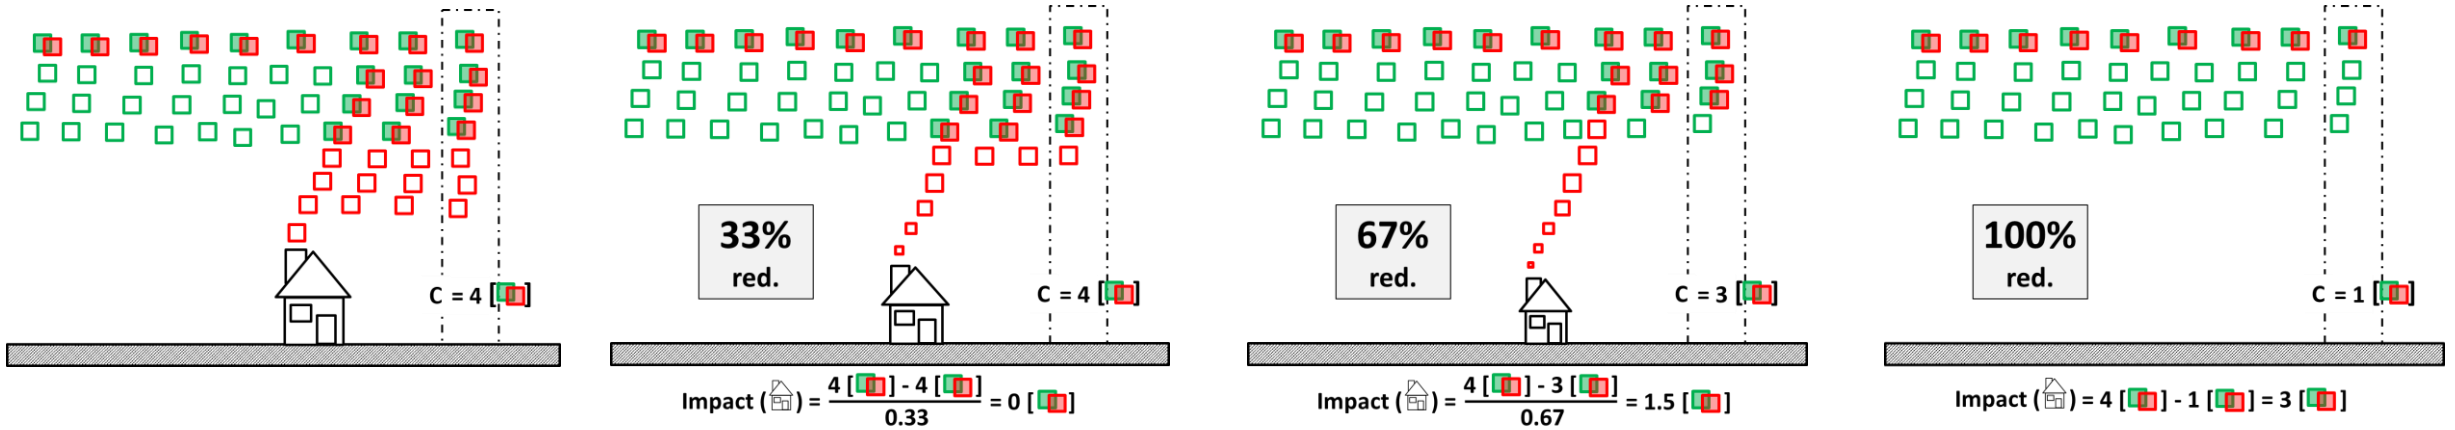 C = 4 [ ]
33%
red.
C = 4 [ ]
Impact ( ) = 4 [ ] - 4 [ ] / 0.33 = 0 [ ]
67%
red.
C = 3 [ ]
Impact ( ) = 4 [ ] - 3 [ ] / 0.67 = 1.5 [ ]
100%
red.
C = 1 [ ]
Impact ( ) = 4 [ ] - 1 [ ] = 3 [ ]